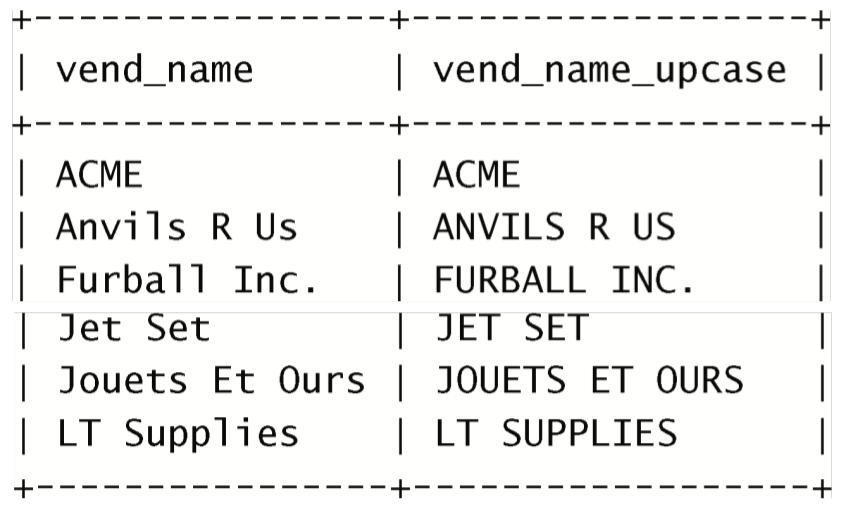 +----------------+------------------+
| vend_name      | vend_name_upcase |
+----------------+------------------+
| ACME           | ACME             |
| Anvils R Us    | ANVILS R US      |
| Furball Inc.   | FURBALL INC.     |
| Jet Set        | JET SET          |
| Jouets Et Ours | JOUETS ET OURS   |
| LT Supplies    | LT SUPPLIES      |
+----------------+------------------+